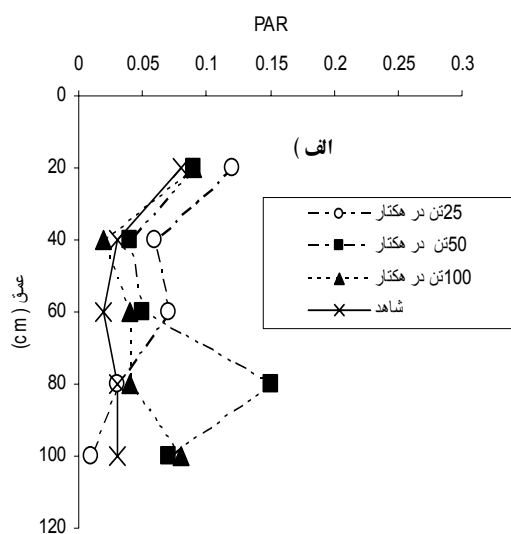 PAR
0 0.05 0.1 0.15 0.2 0.25 0.3
0
20
40
60
80
100
120
عمق (cm)
الف )
25تن در هکتار
50تن در هکتار
100تن در هکتار
شاهد